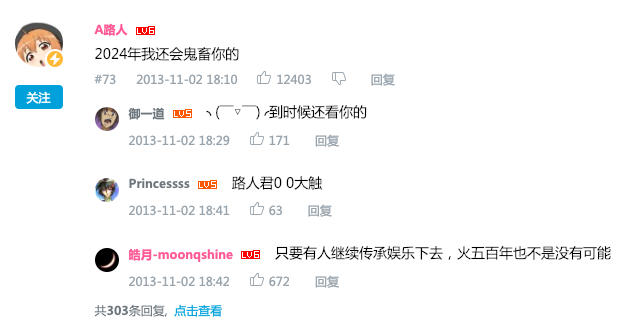 A路人 LV6
2024年我还会鬼畜你的
#73 2013-11-02 18:10 12403 回复
关注
御一道 LV5 ヽ(￣▿￣)╭到时候还看你的
2013-11-02 18:29 171 回复
Princessss LV5 路人君0 0大触
2013-11-02 18:41 63 回复
皓月-moonqshine LV6 只要有人继续传承娱乐下去，火五百年也不是没有可能
2013-11-02 18:42 672 回复
共303条回复, 点击查看